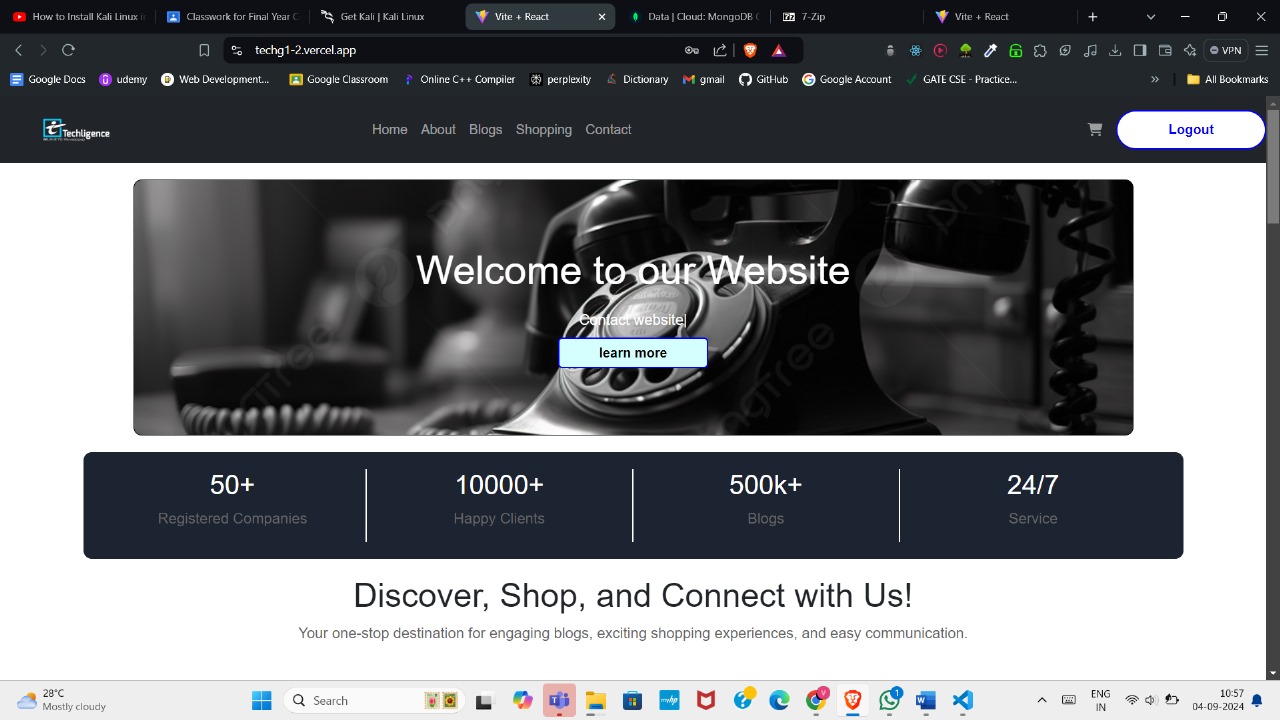 How to Install Kali Linux i
Classwork for Final Year C
Get Kali | Kali Linux
Vite + React
Data | Cloud: MongoDB C
7-Zip
Vite + React
techg1-2.vercel.app
VPN
Google Docs
udemy
Web Development...
Google Classroom
Online C++ Compiler
perplexity
Dictionary
gmail
GitHub
Google Account
GATE CSE - Practice...
All Bookmarks
Techligence
Home
About
Blogs
Shopping
Contact
Logout
Welcome to our Website
Contact website|
learn more
50+
Registered Companies
10000+
Happy Clients
500k+
Blogs
24/7
Service
Discover, Shop, and Connect with Us!
Your one-stop destination for engaging blogs, exciting shopping experiences, and easy communication.
28°C
Mostly cloudy
Search
ENG
IN
10:57
04-09-2024